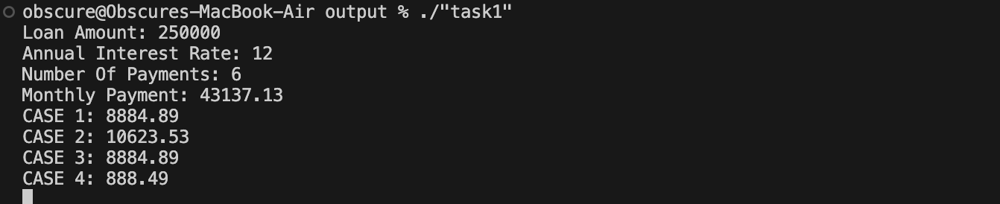 obscure@Obscures-MacBook-Air output % ./"task1"
Loan Amount: 250000
Annual Interest Rate: 12
Number Of Payments: 6
Monthly Payment: 43137.13
CASE 1: 8884.89
CASE 2: 10623.53
CASE 3: 8884.89
CASE 4: 888.49